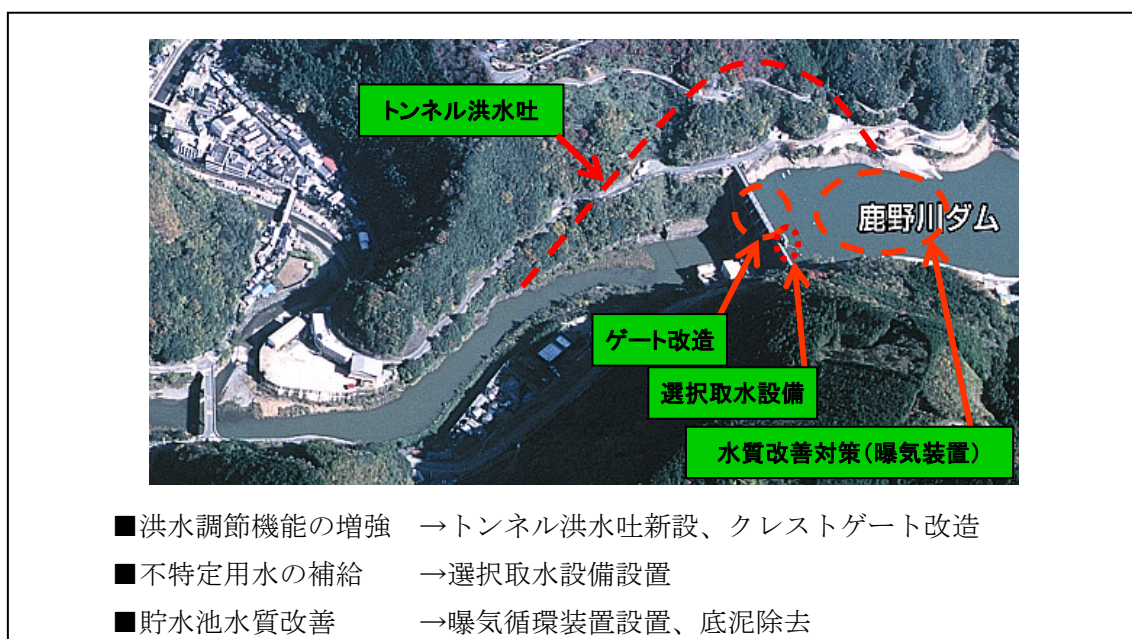 トンネル洪水吐
鹿野川ダム
ゲート改造
選択取水設備
水質改善対策(曝気装置)
■洪水調節機能の増強 →トンネル洪水吐新設、クレストゲート改造
■不特定用水の補給 →選択取水設備設置
■貯水池水質改善 →曝気循環装置設置、底泥除去